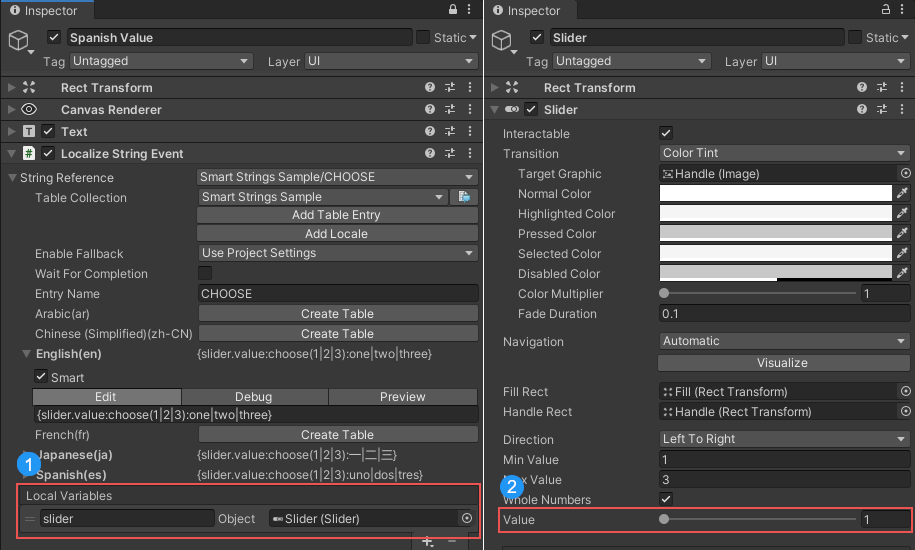 Inspector
Spanish Value
Static
Tag Untagged Layer UI
Rect Transform
Canvas Renderer
Text
Localize String Event
String Reference Smart Strings Sample/CHOOSE
Table Collection Smart Strings Sample
Add Table Entry
Add Locale
Enable Fallback Use Project Settings
Wait For Completion
Entry Name CHOOSE
Arabic(ar) Create Table
Chinese (Simplified)(zh-CN) Create Table
English(en) {slider.value:choose(1|2|3):one|two|three}
Smart
Edit Debug Preview
{slider.value:choose(1|2|3):one|two|three}
French(fr) Create Table
Japanese(ja) {slider.value:choose(1|2|3):一|二|三}
1
Spanish(es) {slider.value:choose(1|2|3):uno|dos|tres}
Local Variables
slider Object Slider (Slider)
Inspector
Slider
Static
Tag Untagged Layer UI
Rect Transform
Slider
Interactable
Transition Color Tint
Target Graphic Handle (Image)
Normal Color
Highlighted Color
Pressed Color
Selected Color
Disabled Color
Color Multiplier 1
Fade Duration 0.1
Navigation Automatic
Visualize
Fill Rect Fill (Rect Transform)
Handle Rect Handle (Rect Transform)
Direction Left To Right
Min Value 1
Max Value 3
2
Whole Numbers
Value 1